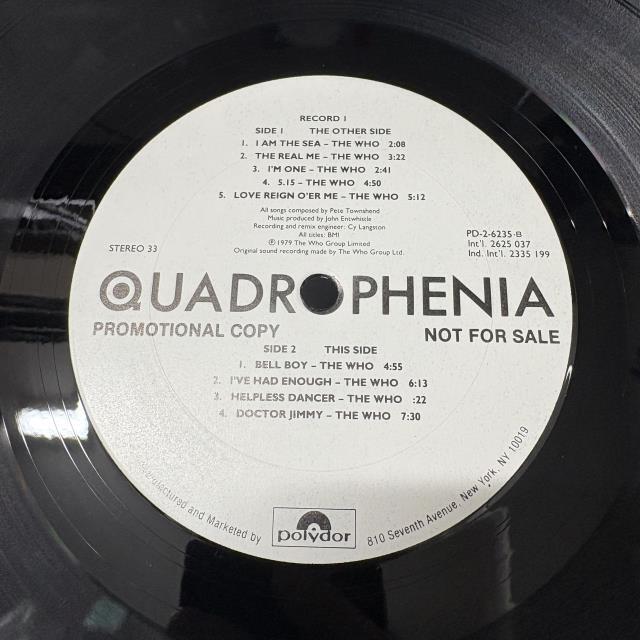 RECORD 1
SIDE 1 THE OTHER SIDE
1. I AM THE SEA – THE WHO 2:08
2. THE REAL ME – THE WHO 3:22
3. I'M ONE – THE WHO 2:41
4. 5.15 – THE WHO 4:50
5. LOVE REIGN O'ER ME – THE WHO 5:12
All songs composed by Pete Townshend
Music produced by John Entwhistle
Recording and remix engineer: Cy Langston
All titles: BMI
℗ 1979 The Who Group Limited
Original sound recording made by The Who Group Ltd.
STEREO 33
PD-2-6235-B
Int'l. 2625 037
Ind. Int'l. 2335 199
QUADROPHENIA
PROMOTIONAL COPY NOT FOR SALE
SIDE 2 THIS SIDE
1. BELL BOY – THE WHO 4:55
2. I'VE HAD ENOUGH – THE WHO 6:13
3. HELPLESS DANCER – THE WHO :22
4. DOCTOR JIMMY – THE WHO 7:30
Manufactured and Marketed by polydor 810 Seventh Avenue, New York, NY 10019